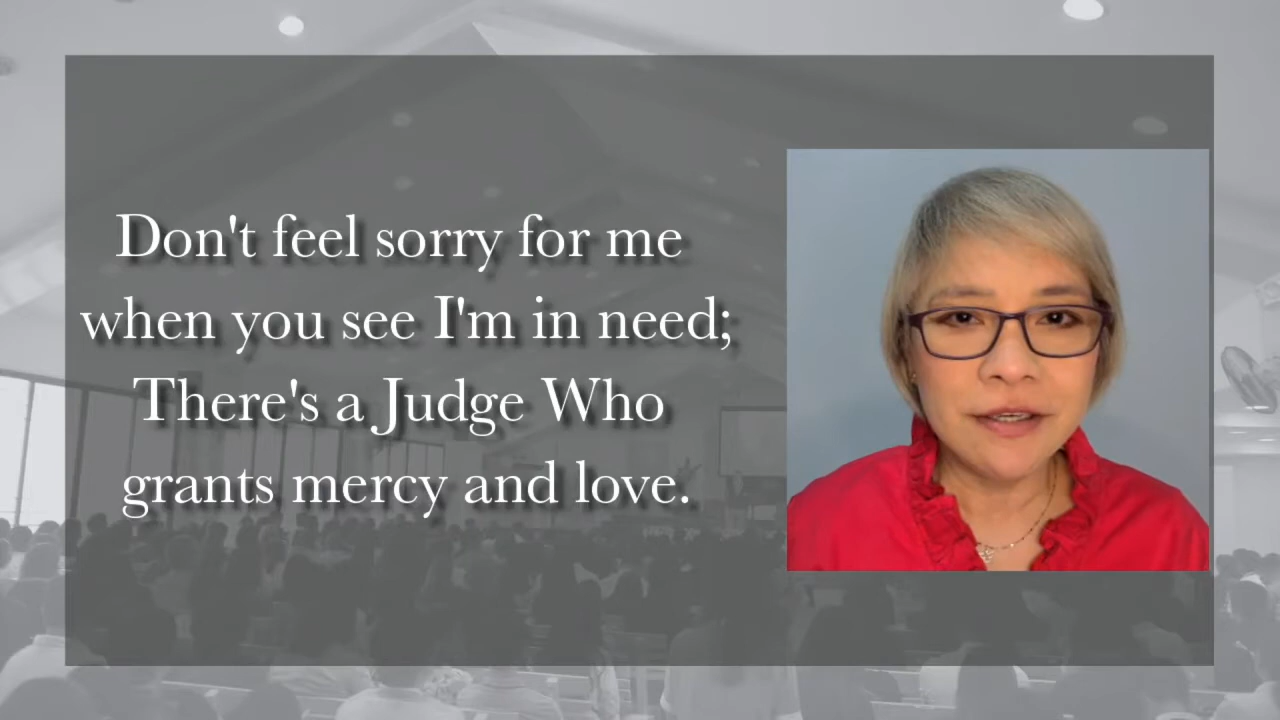 Don't feel sorry for me
when you see I'm in need;
There's a Judge Who
grants mercy and love.